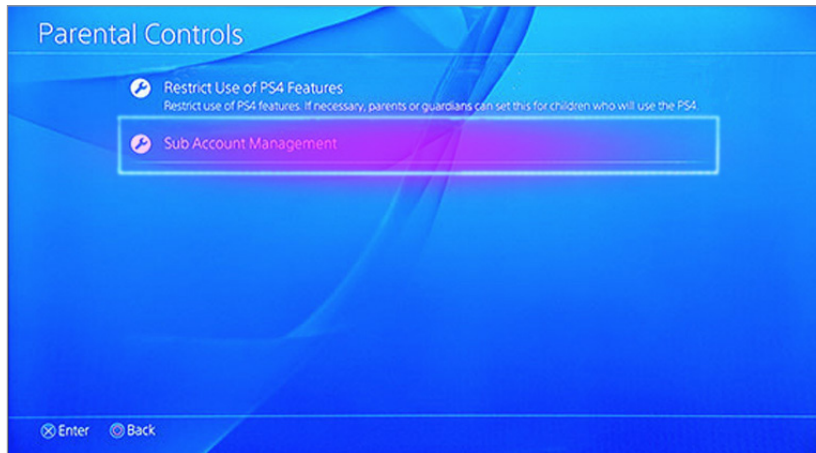 Parental Controls
Restrict Use of PS4 Features
Restrict use of PS4 features. If necessary, parents or guardians can set this for children who will use the PS4.
Sub Account Management
Enter Back